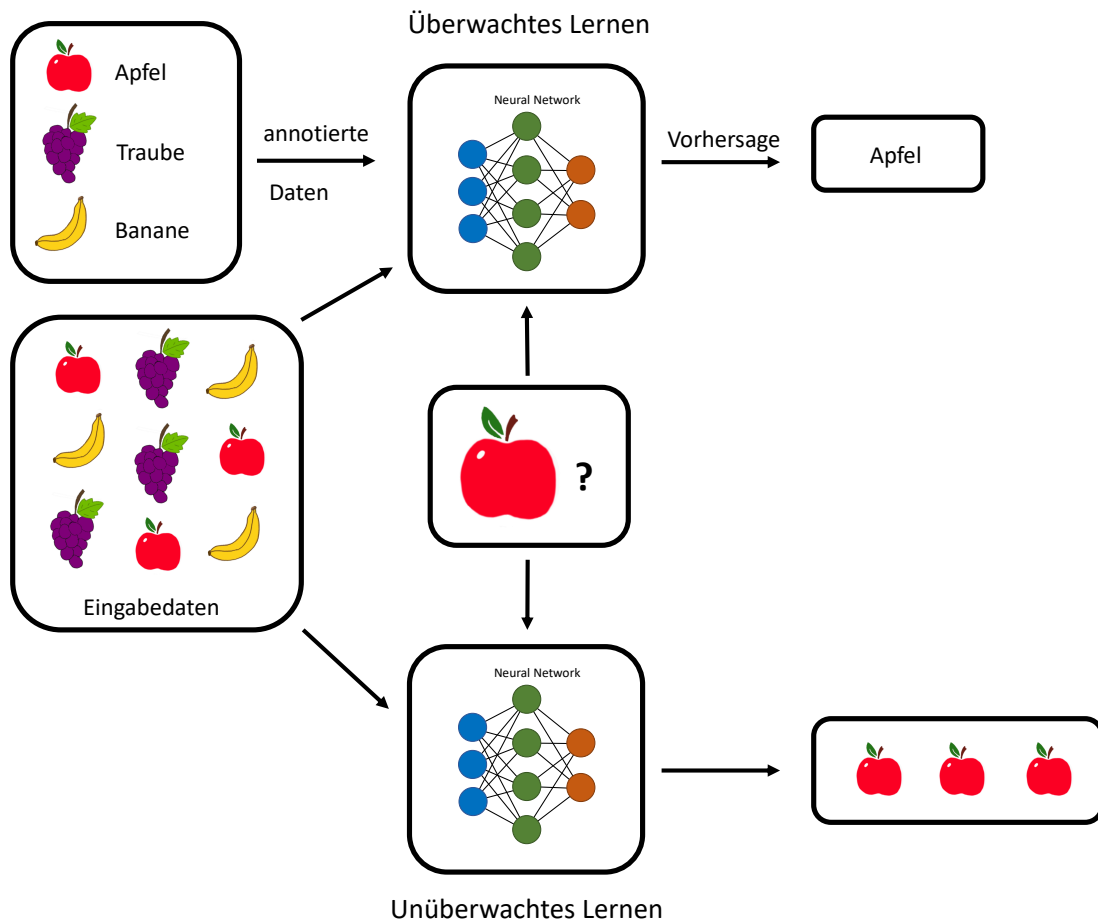 Überwachtes Lernen
Apfel
Traube
Banane
annotierte
Daten
Neural Network
Vorhersage
Apfel
Eingabedaten
?
Neural Network
Unüberwachtes Lernen